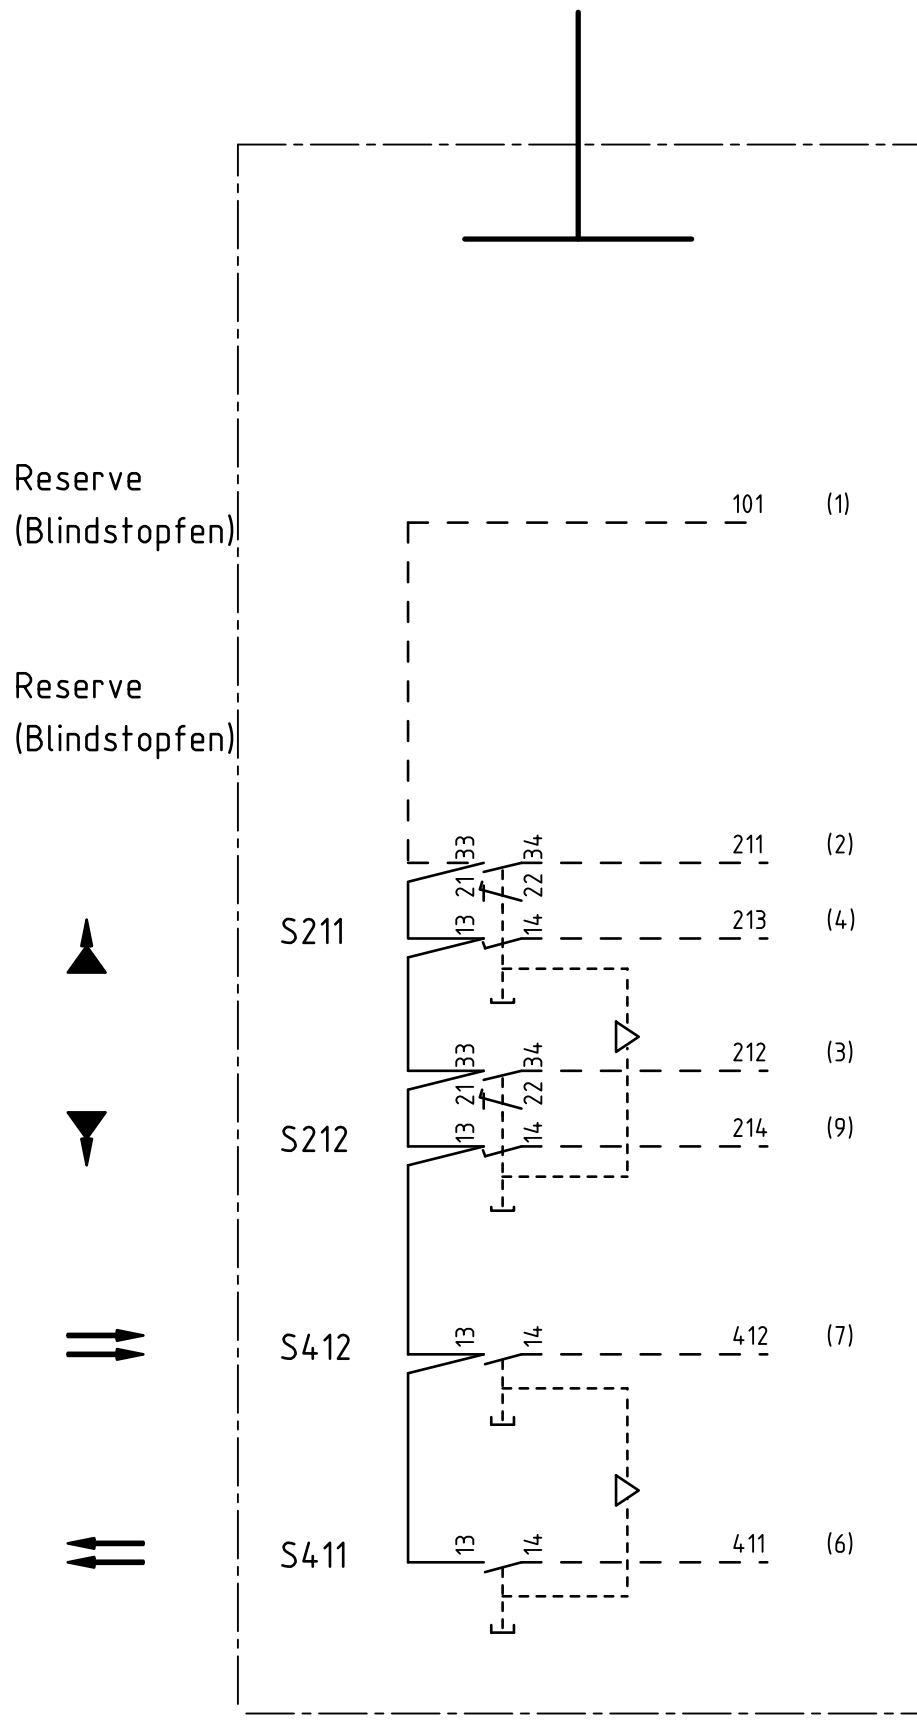 Reserve
(Blindstopfen)
101 (1)
Reserve
(Blindstopfen)
33 34 211 (2)
21 22
S211 13 14 213 (4)
33 34 212 (3)
21 22
S212 13 14 214 (9)
S412 13 14 412 (7)
S411 13 14 411 (6)